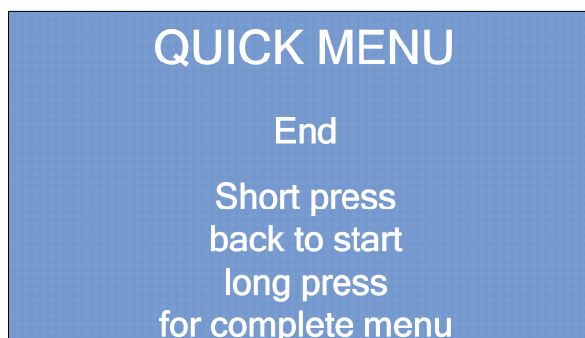 QUICK MENU
End
Short press
back to start
long press
for complete menu